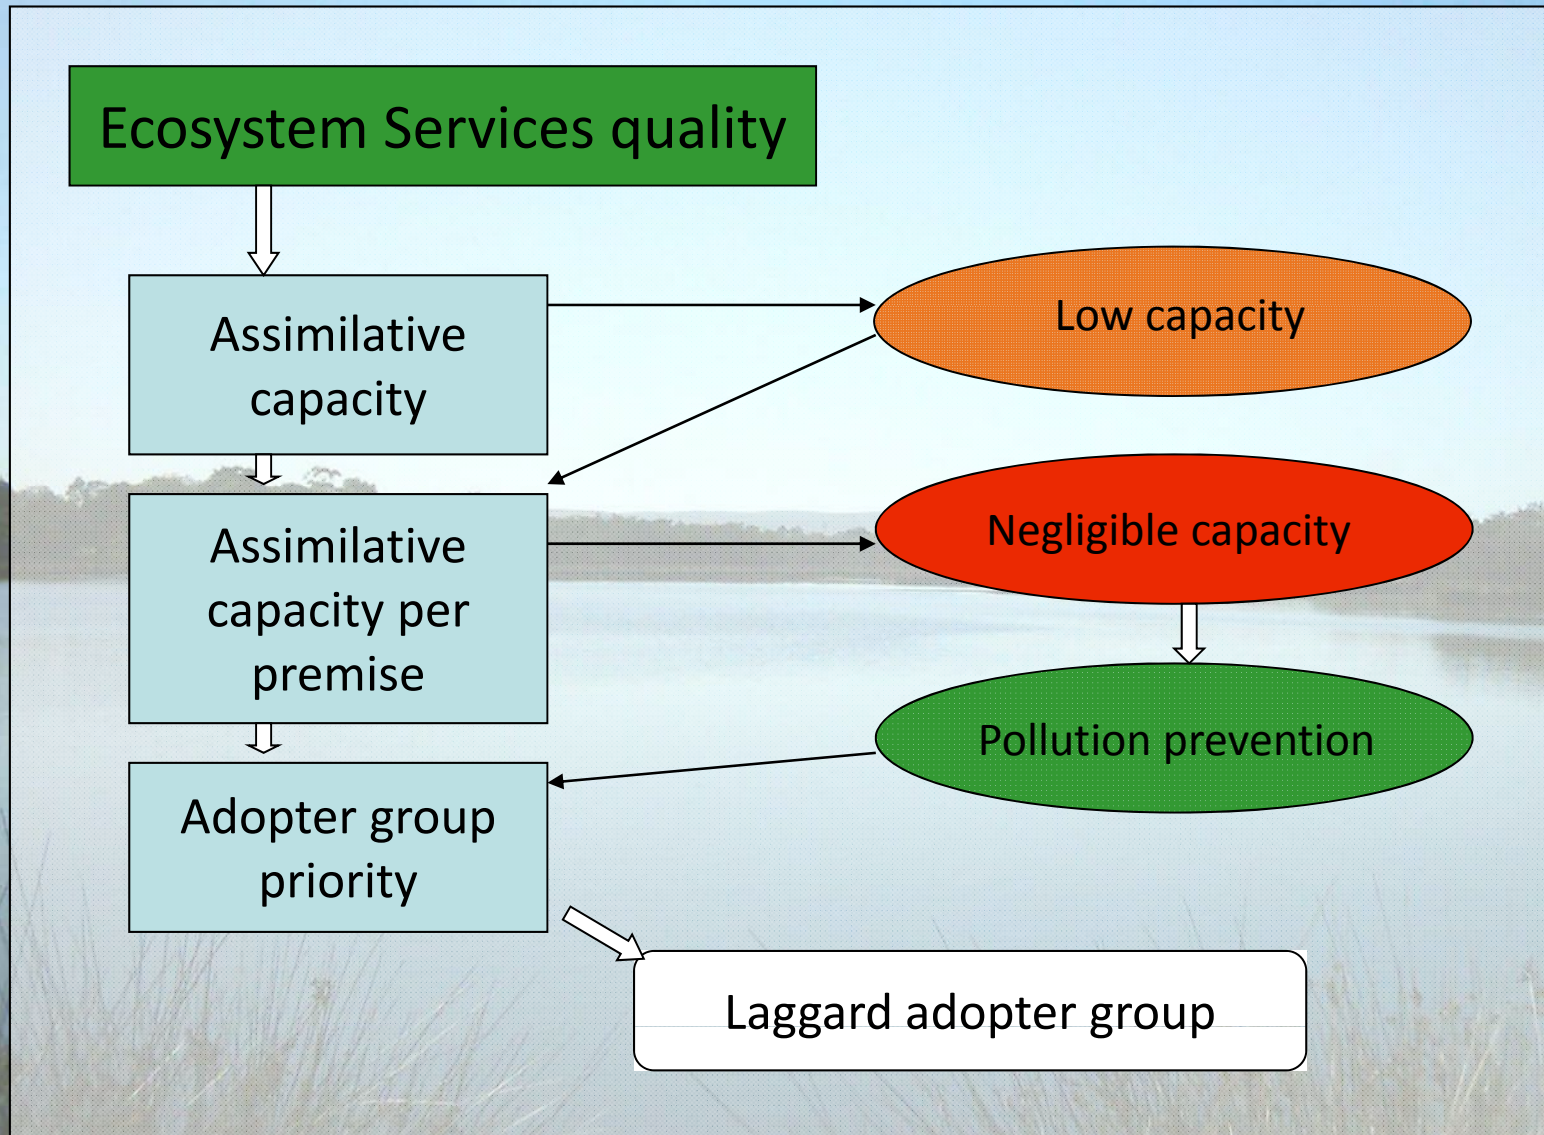 Ecosystem Services quality
Assimilative
capacity
Low capacity
Assimilative
capacity per
premise
Negligible capacity
Pollution prevention
Adopter group
priority
Laggard adopter group